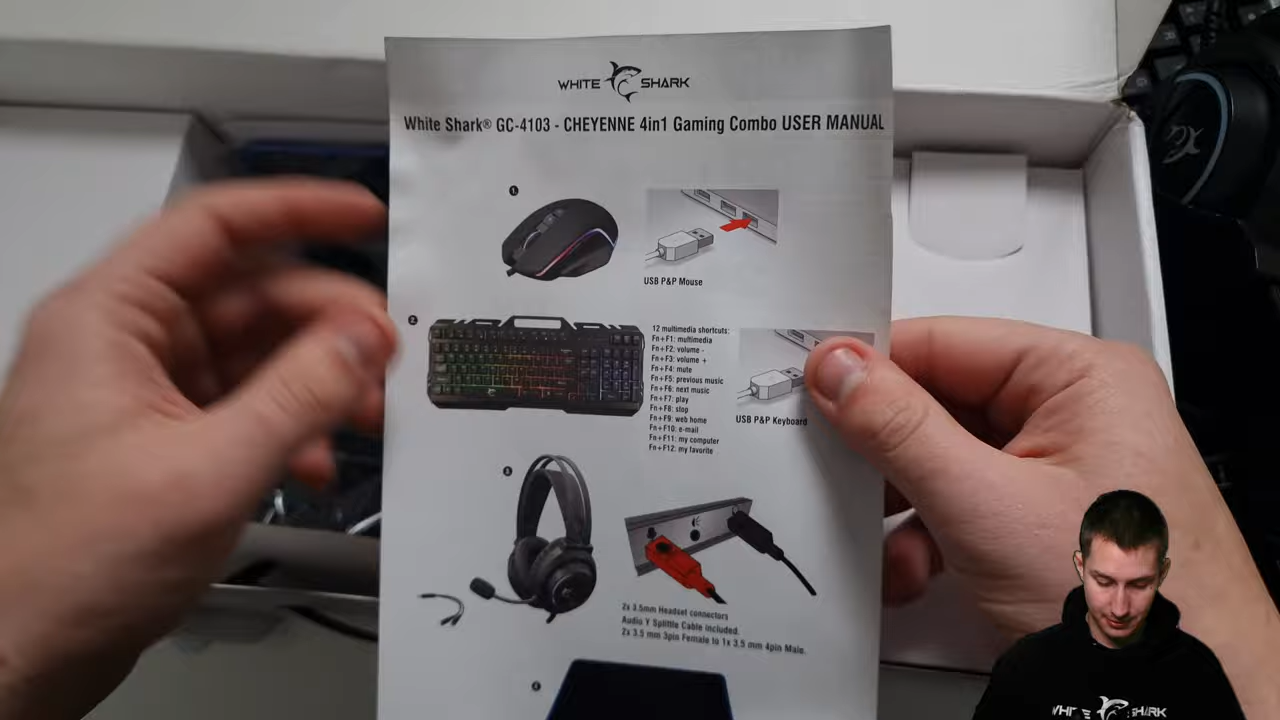 WHITE SHARK
White Shark® GC-4103 - CHEYENNE 4in1 Gaming Combo USER MANUAL
1.
USB P&P Mouse
2.
12 multimedia shortcuts:
Fn+F1: multimedia
Fn+F2: volume -
Fn+F3: volume +
Fn+F4: mute
Fn+F5: previous music
Fn+F6: next music
Fn+F7: play
Fn+F8: slop
Fn+F9: web home
Fn+F10: e-mail
Fn+F11: my computer
Fn+F12: my favorite
USB P&P Keyboard
3.
2x 3.5mm Headset connectors
Audio Y Splittle Cable included.
2x 3.5 mm 3pin Female to 1x 3.5 mm 4pin Male.
SHARK